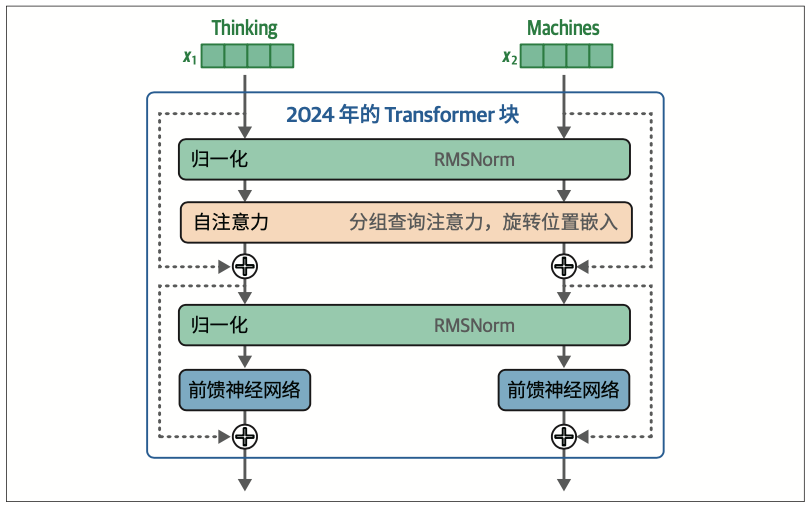 Thinking Machines
x₁ x₂
2024 年的 Transformer 块
归一化 RMSNorm
自注意力 分组查询注意力，旋转位置嵌入
归一化 RMSNorm
前馈神经网络 前馈神经网络